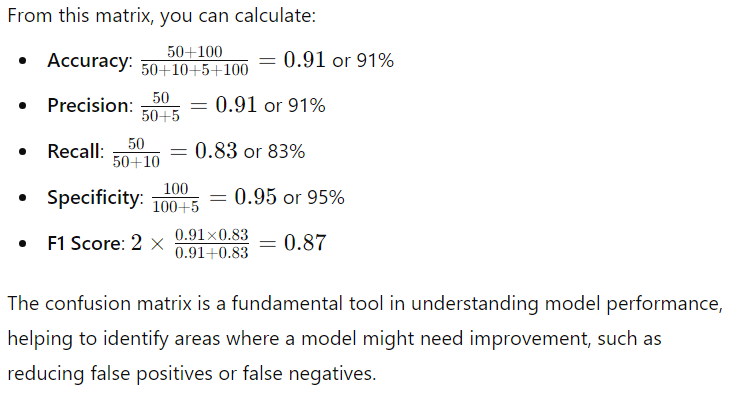 From this matrix, you can calculate:
• Accuracy: \frac{50+100}{50+10+5+100} = 0.91 or 91%
• Precision: \frac{50}{50+5} = 0.91 or 91%
• Recall: \frac{50}{50+10} = 0.83 or 83%
• Specificity: \frac{100}{100+5} = 0.95 or 95%
• F1 Score: 2 × \frac{0.91×0.83}{0.91+0.83} = 0.87
The confusion matrix is a fundamental tool in understanding model performance,
helping to identify areas where a model might need improvement, such as
reducing false positives or false negatives.